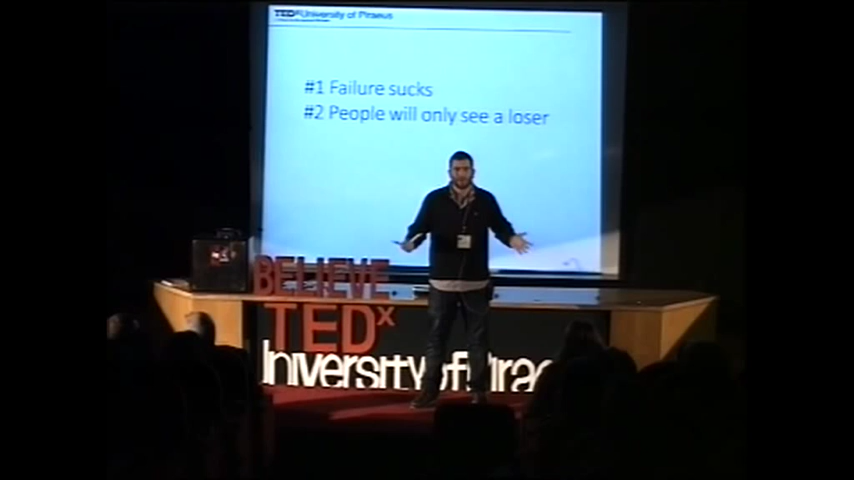 TEDxUniversity of Piraeus
#1 Failure sucks
#2 People will only see a loser
BELIEVE
TEDx
University of Pirae